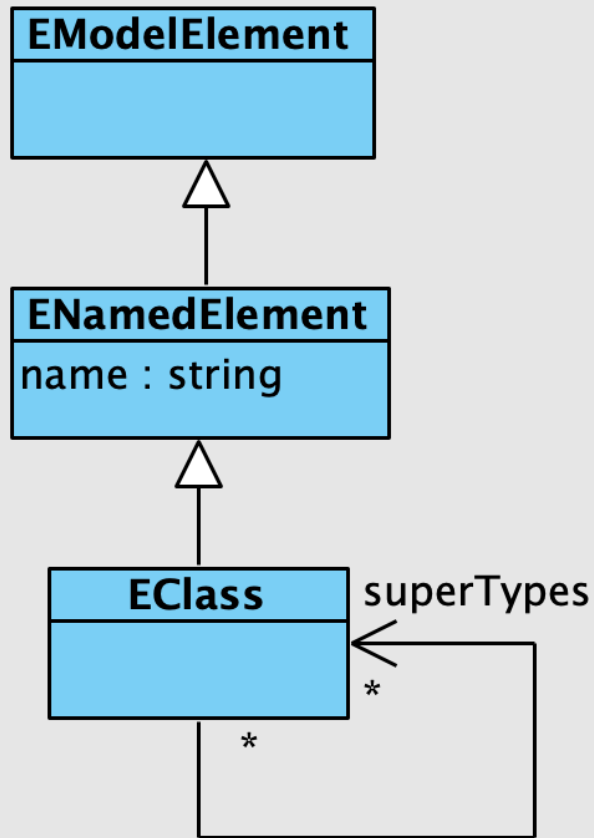 EModelElement
ENamedElement
name : string
EClass
superTypes
*
*